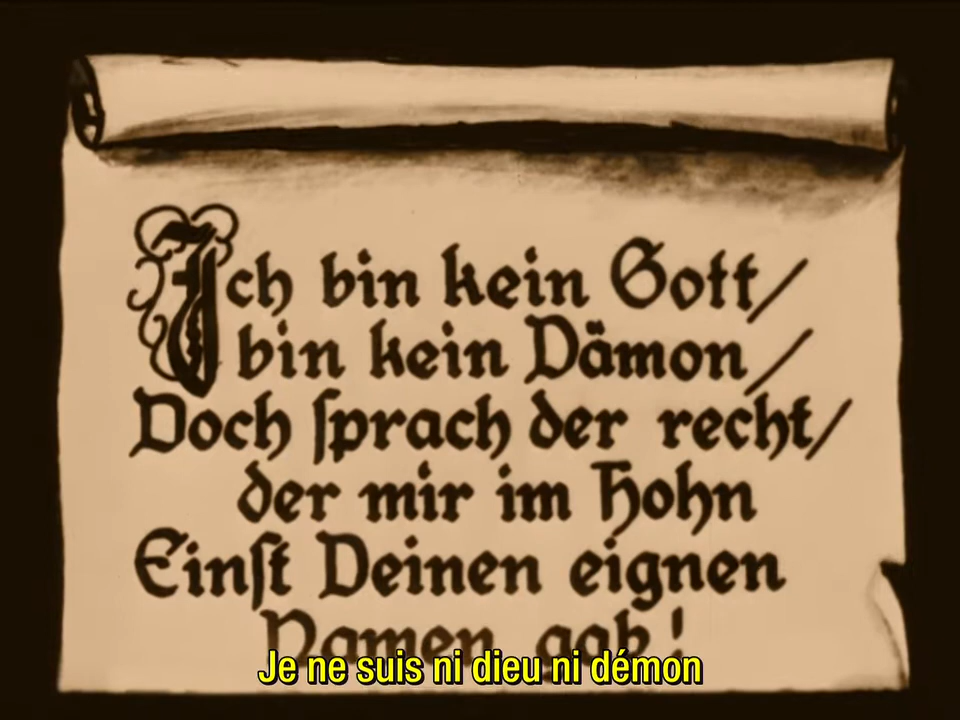 Ich bin kein Gott/
bin kein Dämon/
Doch ſprach der recht/
der mir im Hohn
Einſt Deinen eignen
Namen gab!
Je ne suis ni dieu ni démon